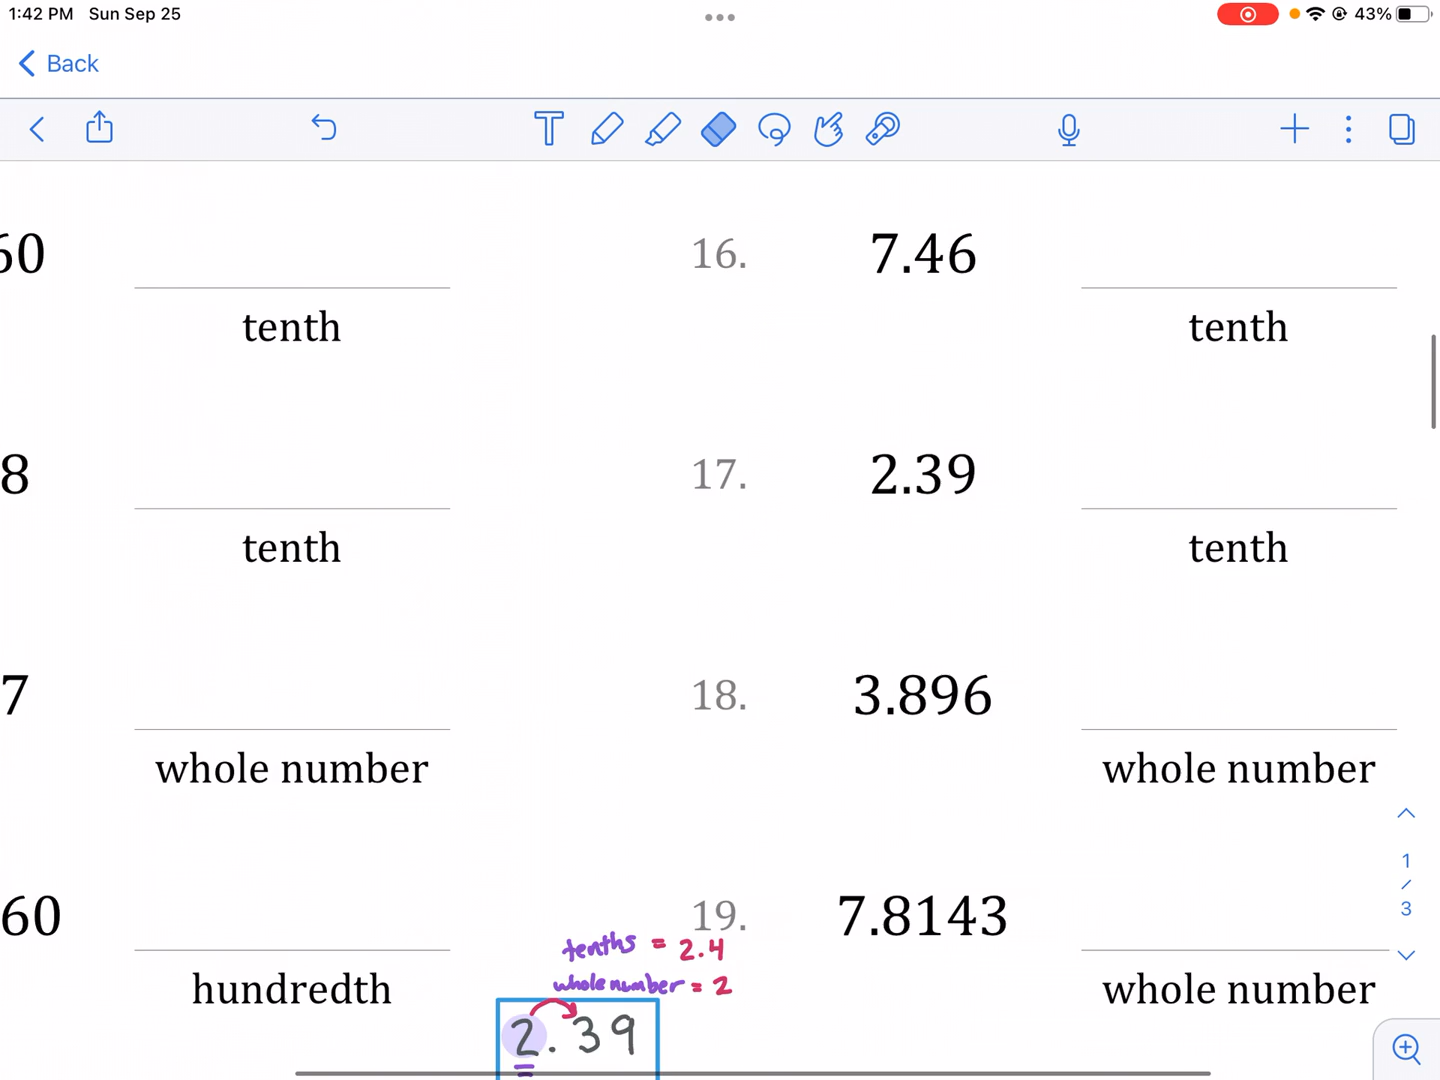 1:42 PM Sun Sep 25
43%
Back
60
tenth
16.
7.46
tenth
8
tenth
17.
2.39
tenth
7
whole number
18.
3.896
whole number
1
/
3
60
hundredth
19.
7.8143
whole number
tenths = 2.4
whole number = 2
2.39